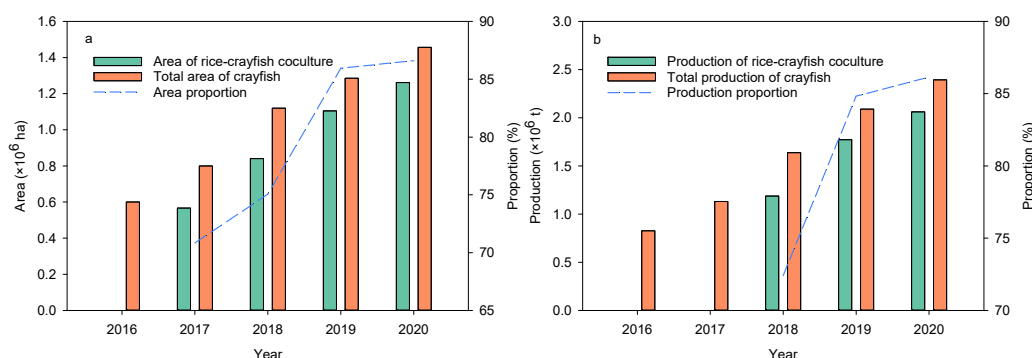 a
Area of rice-crayfish coculture
Total area of crayfish
Area proportion
Area (×10⁶ ha)
1.6
1.4
1.2
1.0
0.8
0.6
0.4
0.2
0.0
90
85
80
75
70
65
Proportion (%)
2016 2017 2018 2019 2020
Year
b
Production of rice-crayfish coculture
Total production of crayfish
Production proportion
Production (×10⁶ t)
3.0
2.5
2.0
1.5
1.0
0.5
0.0
90
85
80
75
70
Proportion (%)
2016 2017 2018 2019 2020
Year